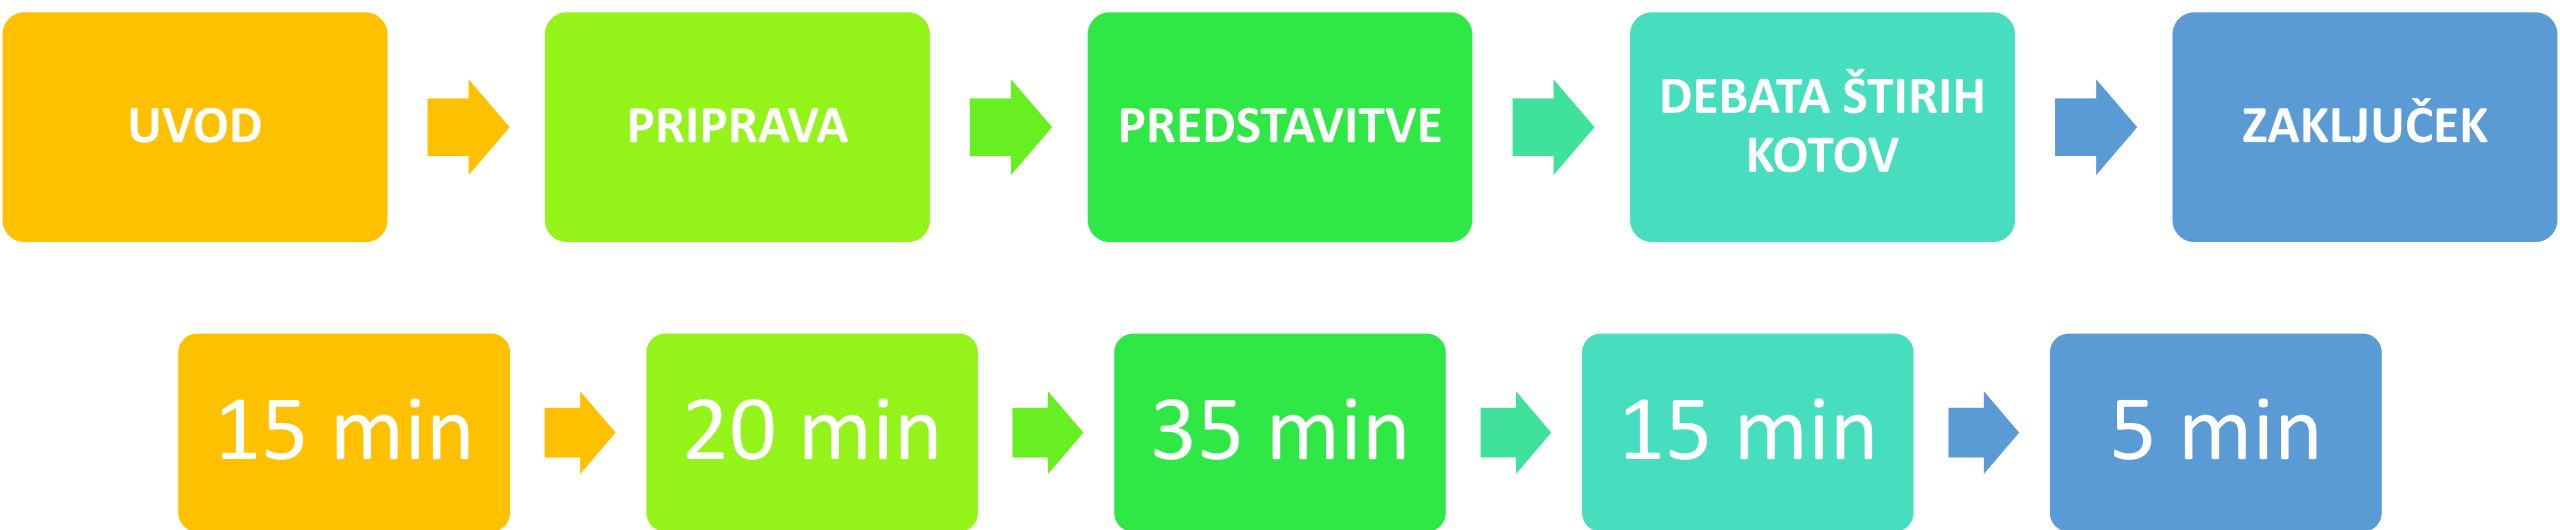 UVOD
PRIPRAVA
PREDSTAVITVE
DEBATA ŠTIRIH
KOTOV
ZAKLJUČEK
15 min
20 min
35 min
15 min
5 min